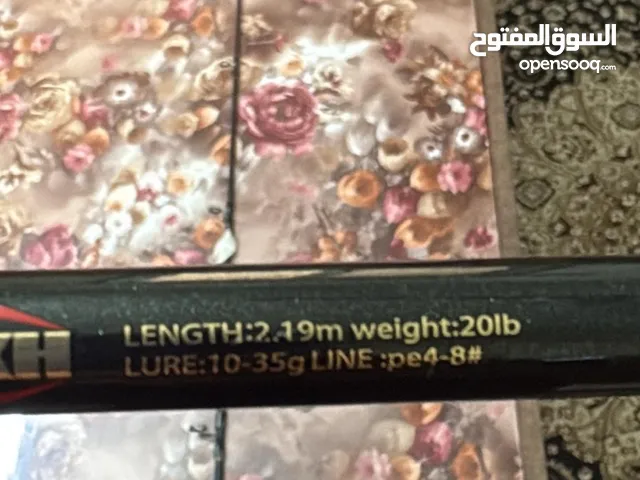 السوق المفتوح
opensooq.com
XH
LENGTH:2.19m weight:20lb
LURE:10-35g LINE :pe4-8#